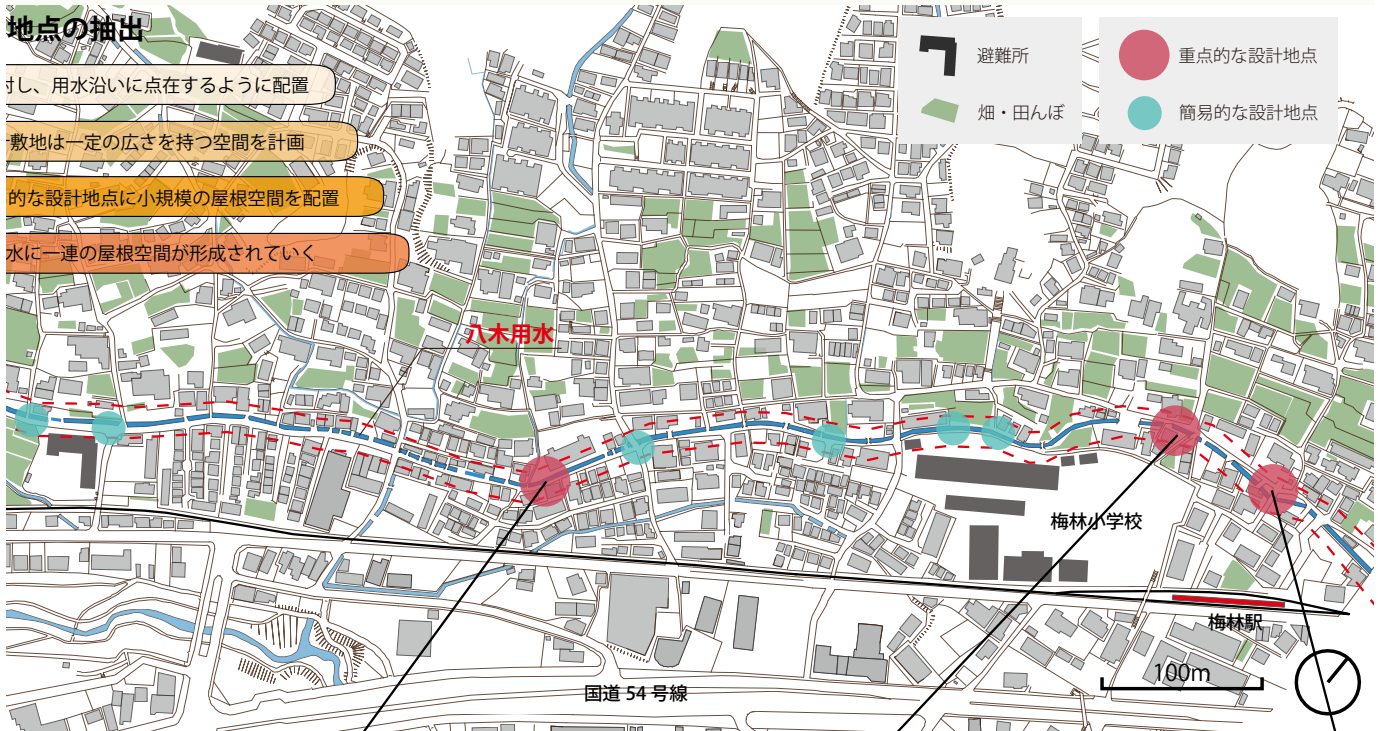 地点の抽出
対し、用水沿いに点在するように配置
敷地は一定の広さを持つ空間を計画
的な設計地点に小規模の屋根空間を配置
水に一連の屋根空間が形成されていく
避難所
重点的な設計地点
畑・田んぼ
簡易的な設計地点
八木用水
梅林小学校
梅林駅
100m
国道 54 号線